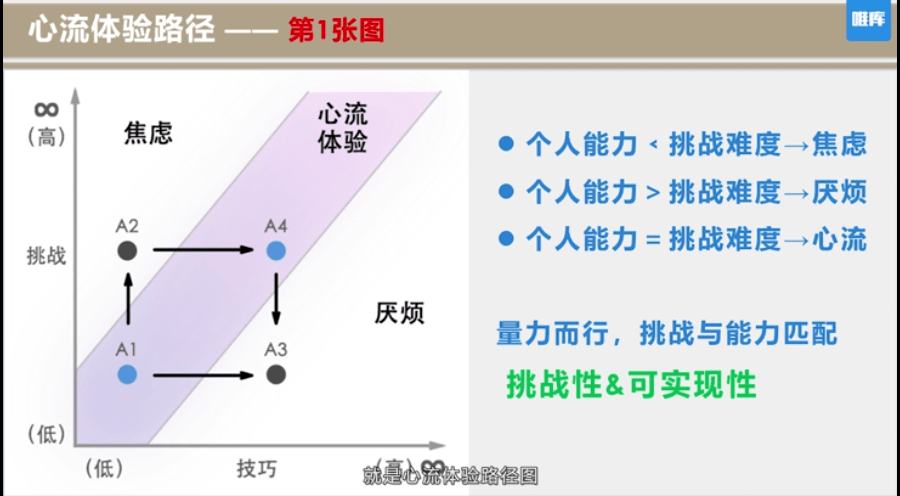 心流体验路径 —— 第1张图
唯库
∞
(高)
焦虑
心流
体验
A2
A4
挑战
厌烦
A1
A3
(低)
(低)
技巧
(高)∞
个人能力 < 挑战难度→焦虑
个人能力 > 挑战难度→厌烦
个人能力 = 挑战难度→心流
量力而行，挑战与能力匹配
挑战性&可实现性
就是心流体验路径图